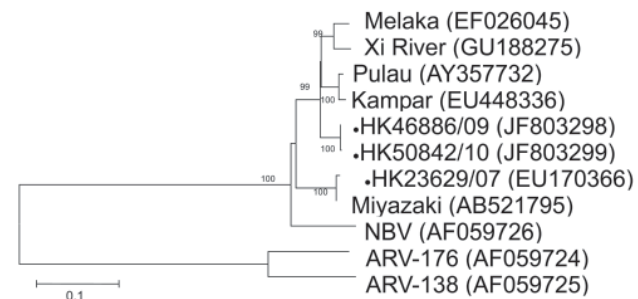 Melaka (EF026045)
99
Xi River (GU188275)
Pulau (AY357732)
99
100
Kampar (EU448336)
•HK46886/09 (JF803298)
100
•HK50842/10 (JF803299)
100
•HK23629/07 (EU170366)
100
Miyazaki (AB521795)
NBV (AF059726)
ARV-176 (AF059724)
ARV-138 (AF059725)
0.1